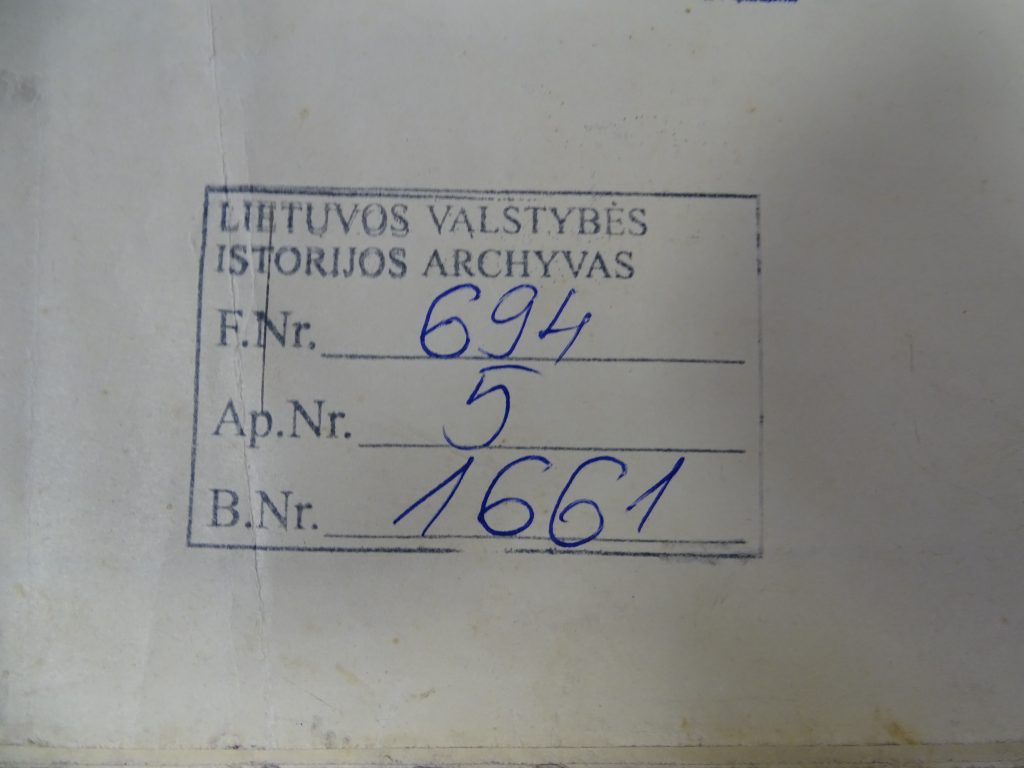 LIETUVOS VALSTYBĖS
ISTORIJOS ARCHYVAS
F.Nr. 694
Ap.Nr. 5
B.Nr. 1661